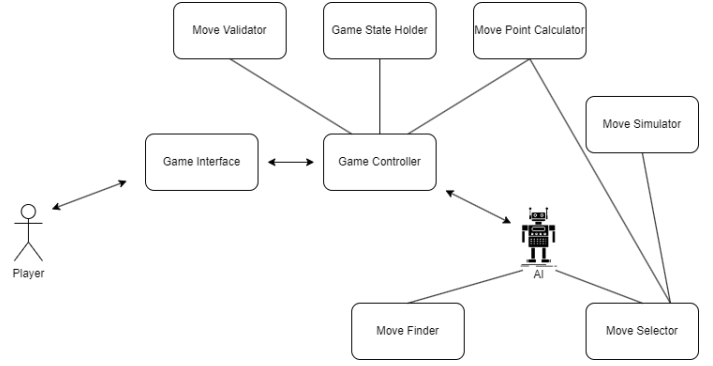 Move Validator
Game State Holder
Move Point Calculator
Move Simulator
Game Interface
Game Controller
Player
AI
Move Finder
Move Selector